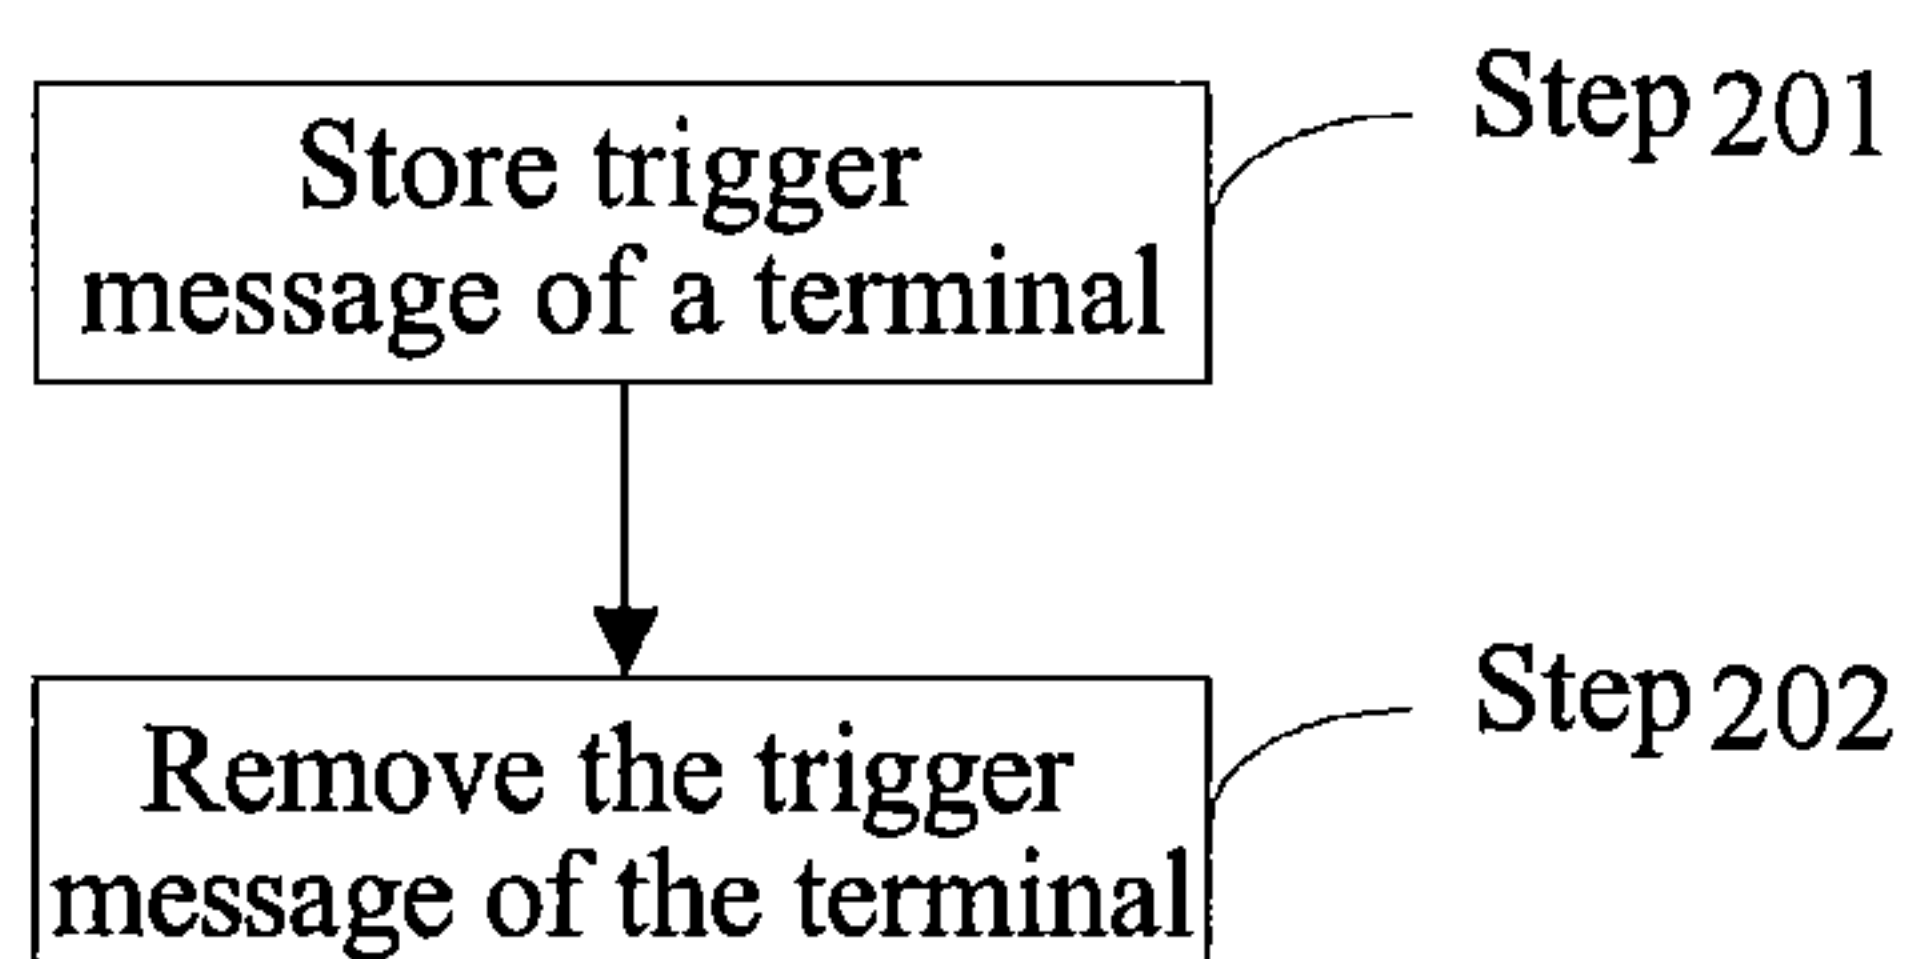 Step 201
Store trigger
message of a terminal
Step 202
Remove the trigger
message of the terminal